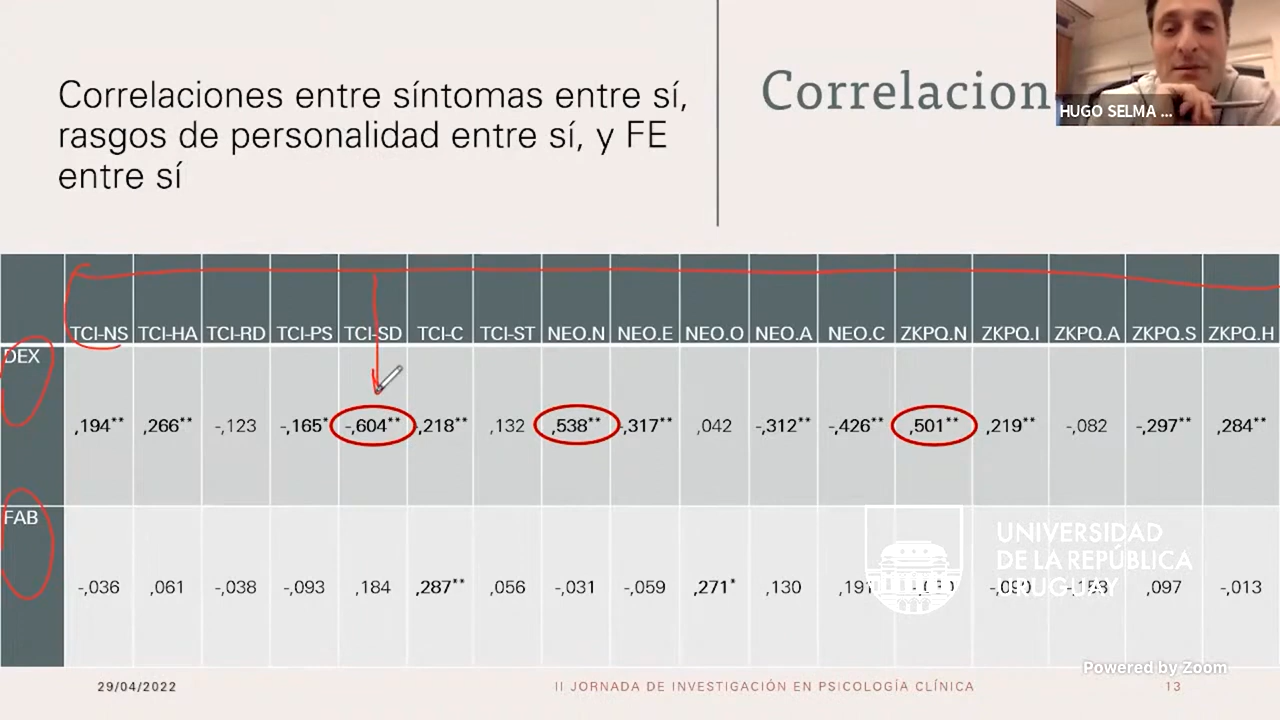 Correlaciones entre síntomas entre sí,
rasgos de personalidad entre sí, y FE
entre sí
Correlacion
HUGO SELMA ...
TCI-NS TCI-HA TCI-RD TCI-PS TCI-SD TCI-C TCI-ST NEO.N NEO.E NEO.O NEO.A NEO.C ZKPQ.N ZKPQ.I ZKPQ.A ZKPQ.S ZKPQ.H
DEX
,194** ,266** -,123 -,165* -,604** -,218** ,132 ,538** -,317** ,042 -,312** -,426** ,501** ,219** -,082 -,297** ,284**
FAB
-,036 ,061 -,038 -,093 ,184 ,287** ,056 -,031 -,059 ,271* ,130 ,097 -,013
UNIVERSIDAD
DE LA REPÚBLICA
URUGUAY
Powered by Zoom
29/04/2022 II JORNADA DE INVESTIGACIÓN EN PSICOLOGÍA CLÍNICA 13